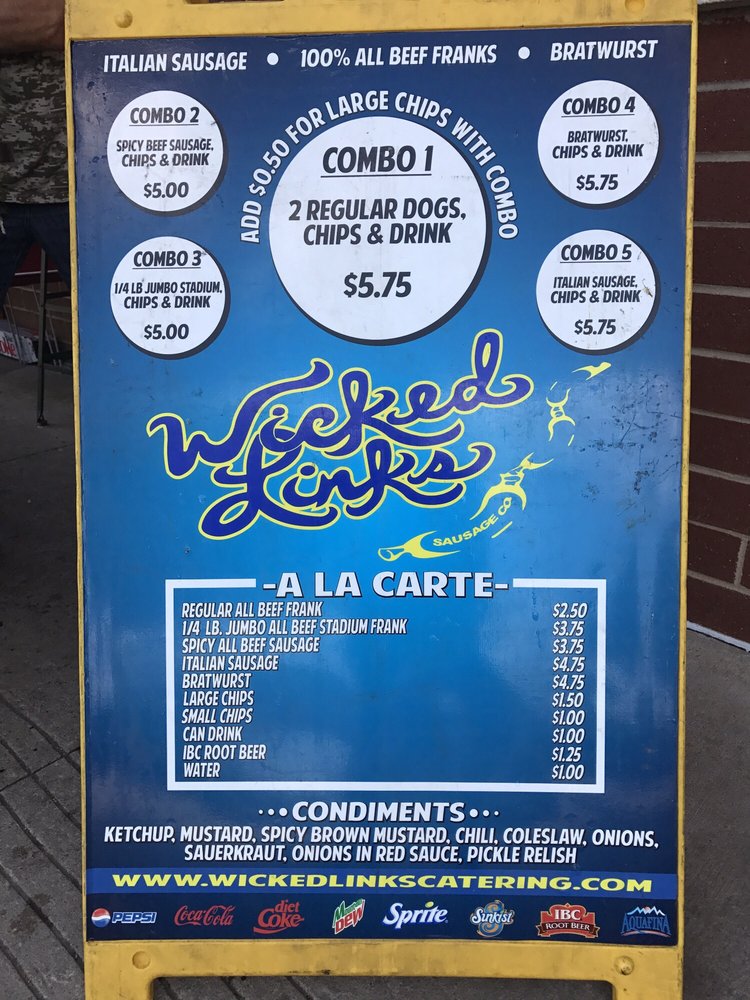 ITALIAN SAUSAGE • 100% ALL BEEF FRANKS • BRATWURST
COMBO 2
SPICY BEEF SAUSAGE,
CHIPS & DRINK
$5.00
ADD $0.50 FOR LARGE CHIPS WITH COMBO
COMBO 1
2 REGULAR DOGS,
CHIPS & DRINK
$5.75
COMBO 4
BRATWURST,
CHIPS & DRINK
$5.75
COMBO 3
1/4 LB JUMBO STADIUM,
CHIPS & DRINK
$5.00
COMBO 5
ITALIAN SAUSAGE,
CHIPS & DRINK
$5.75
Wicked
Links
SAUSAGE CO
-A LA CARTE-
REGULAR ALL BEEF FRANK $2.50
1/4 LB. JUMBO ALL BEEF STADIUM FRANK $3.75
SPICY ALL BEEF SAUSAGE $3.75
ITALIAN SAUSAGE $4.75
BRATWURST $4.75
LARGE CHIPS $1.50
SMALL CHIPS $1.00
CAN DRINK $1.00
IBC ROOT BEER $1.25
WATER $1.00
•••CONDIMENTS•••
KETCHUP, MUSTARD, SPICY BROWN MUSTARD, CHILI, COLESLAW, ONIONS,
SAUERKRAUT, ONIONS IN RED SAUCE, PICKLE RELISH
WWW.WICKEDLINKSCATERING.COM
PEPSI
Coca-Cola
diet
Coke
Mountain
Dew
Sprite
Sunkist
IBC
ROOT BEER
AQUAFINA